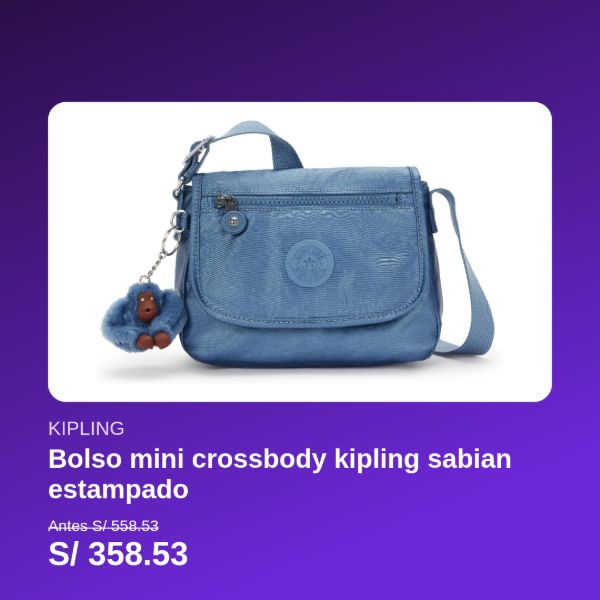 KIPLING
Bolso mini crossbody kipling sabian
estampado
Antes S/ 558.53
S/ 358.53